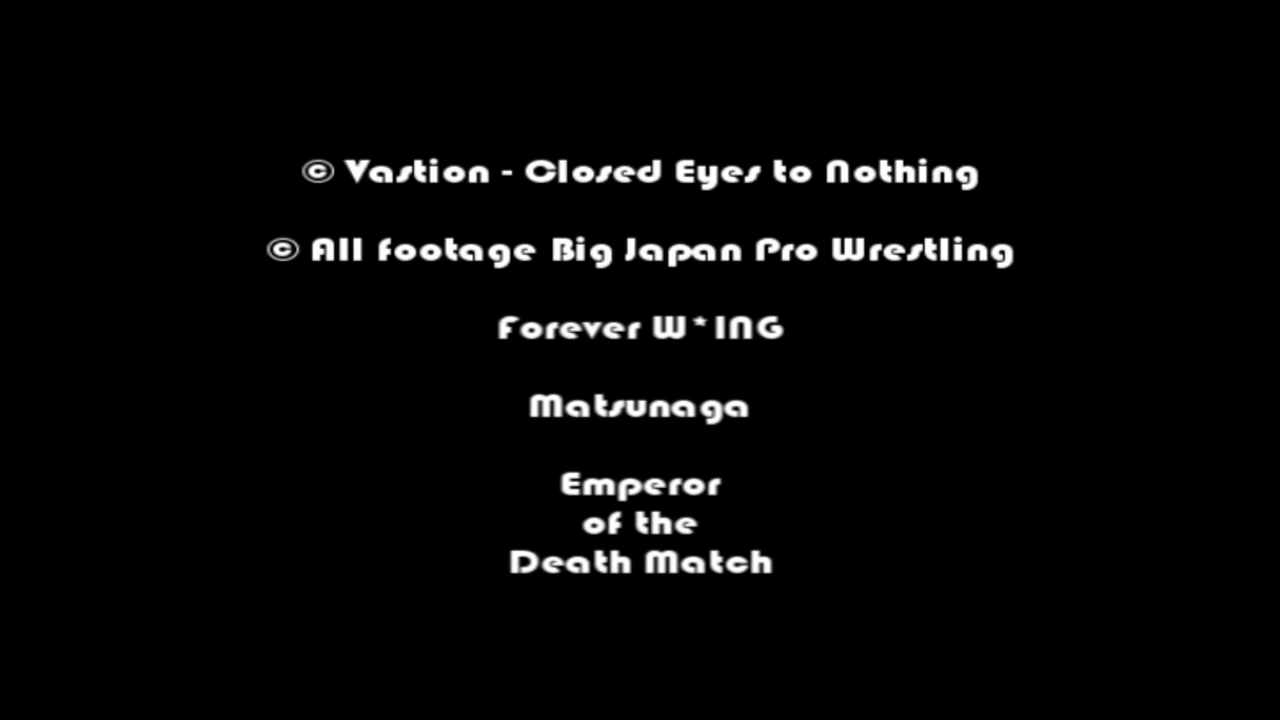 © Vastion - Closed Eyes to Nothing
© All footage Big Japan Pro Wrestling
Forever W*ING
Matsunaga
Emperor
of the
Death Match